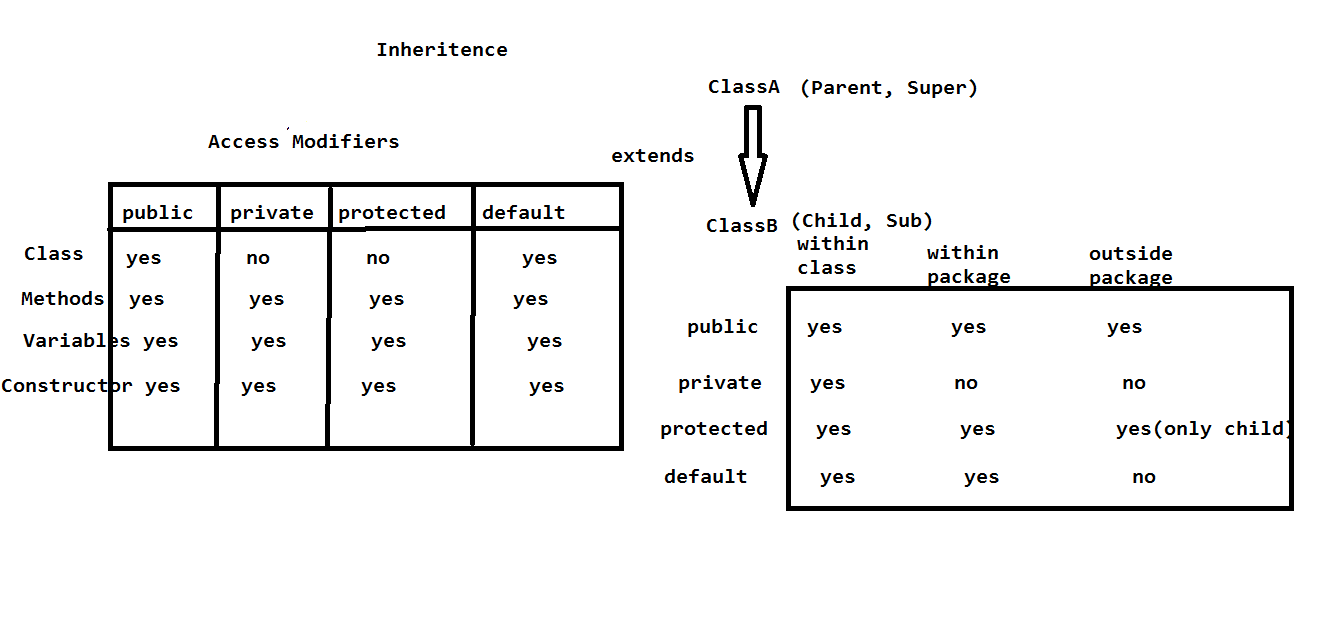 Inheritence
ClassA (Parent, Super)
Access Modifiers
extends
ClassB (Child, Sub)
public private protected default
Class yes no no yes
Methods yes yes yes yes
Variables yes yes yes yes
Constructor yes yes yes yes
within class within package outside package
public yes yes yes
private yes no no
protected yes yes yes(only child)
default yes yes no